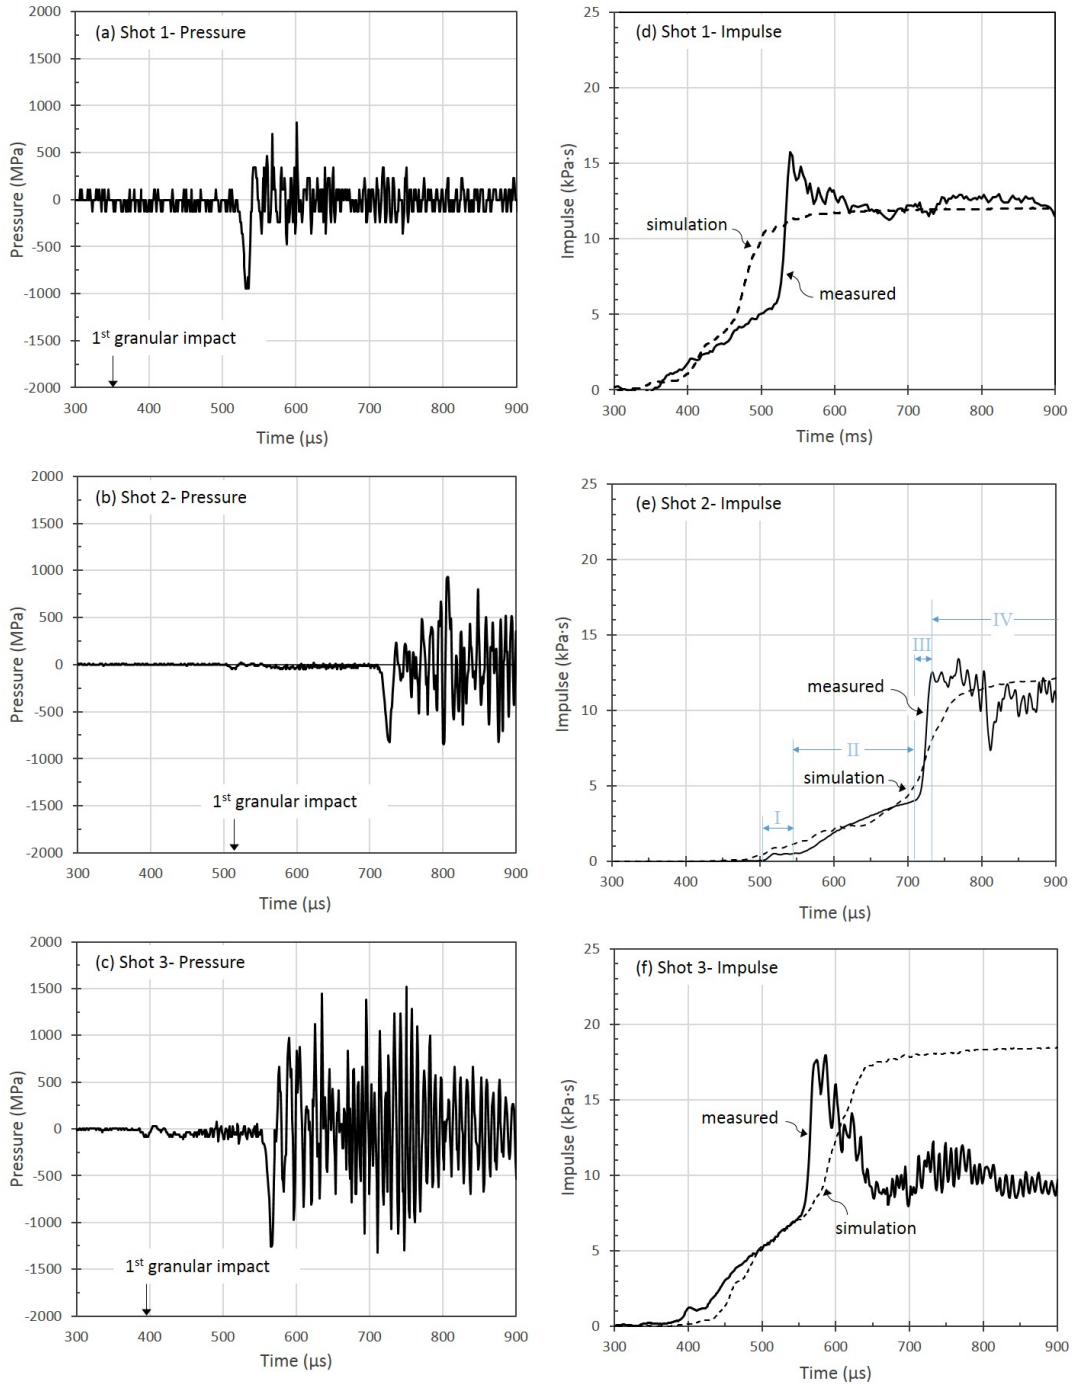 (a) Shot 1- Pressure
2000
1500
1000
500
0
-500
-1000
-1500
-2000
Pressure (MPa)
1st granular impact
300 400 500 600 700 800 900
Time (µs)
(d) Shot 1- Impulse
25
20
15
10
5
0
Impulse (kPa·s)
simulation
measured
300 400 500 600 700 800 900
Time (ms)
(b) Shot 2- Pressure
2000
1500
1000
500
0
-500
-1000
-1500
-2000
Pressure (MPa)
1st granular impact
300 400 500 600 700 800 900
Time (µs)
(e) Shot 2- Impulse
25
20
15
10
5
0
Impulse (kPa·s)
IV
III
measured
II
simulation
I
300 400 500 600 700 800 900
Time (µs)
(c) Shot 3- Pressure
2000
1500
1000
500
0
-500
-1000
-1500
-2000
Pressure (MPa)
1st granular impact
300 400 500 600 700 800 900
Time (µs)
(f) Shot 3- Impulse
25
20
15
10
5
0
Impulse (kPa·s)
measured
simulation
300 400 500 600 700 800 900
Time (µs)